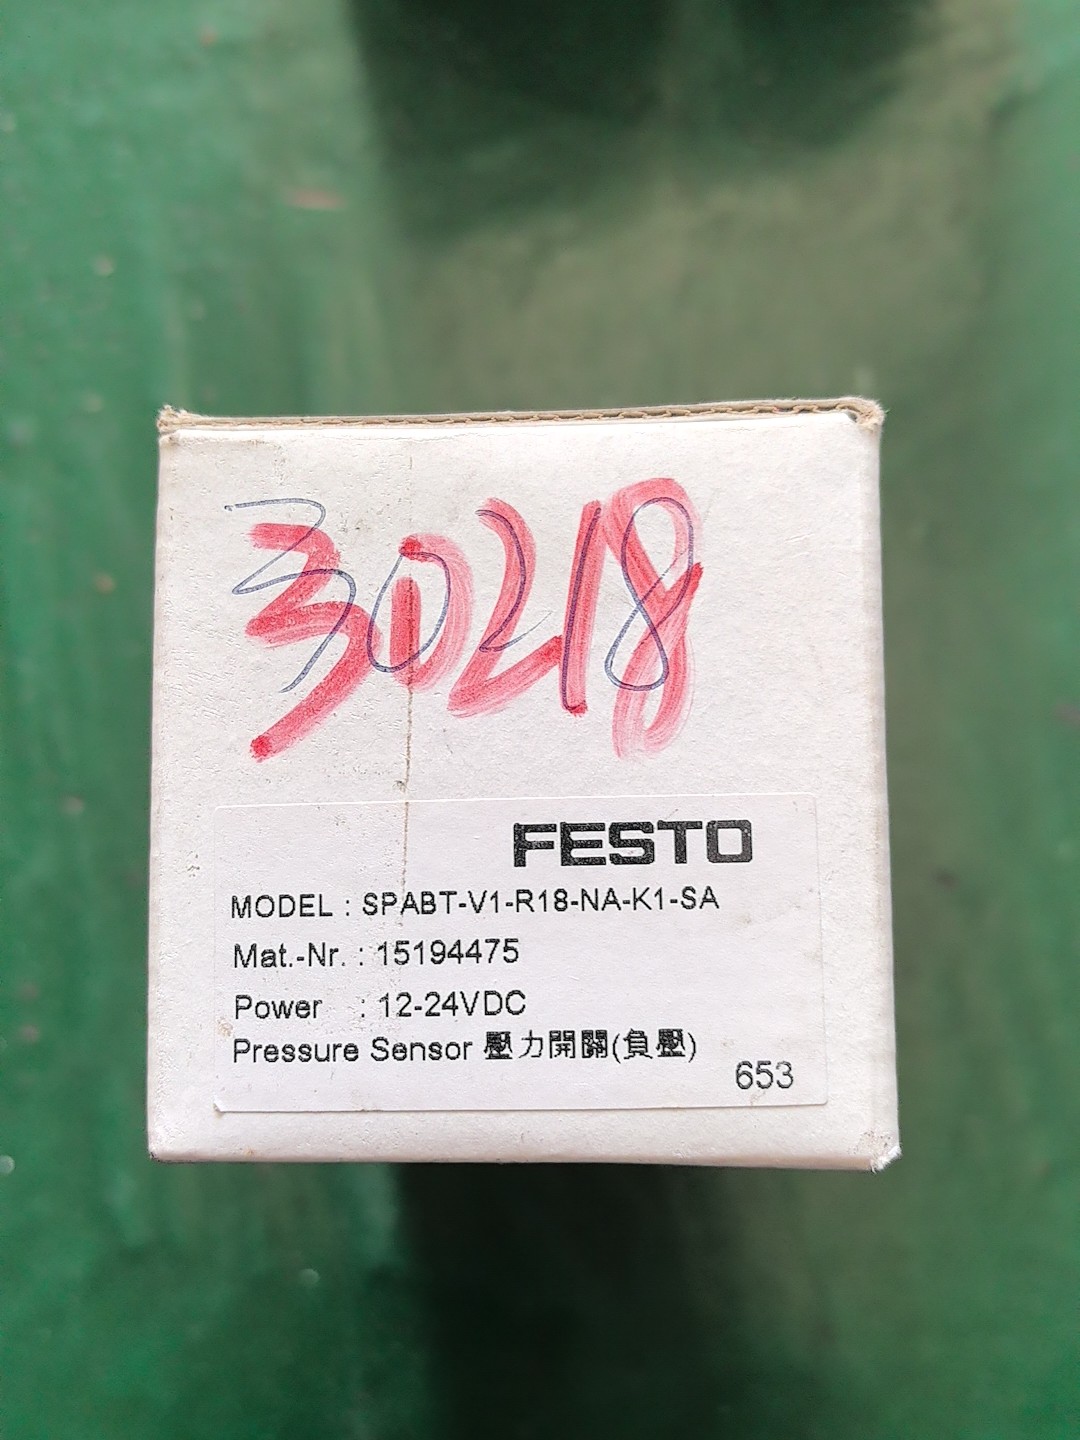 30218
FESTO
MODEL : SPABT-V1-R18-NA-K1-SA
Mat.-Nr. : 15194475
Power : 12-24VDC
Pressure Sensor 壓力開關(負壓)
653